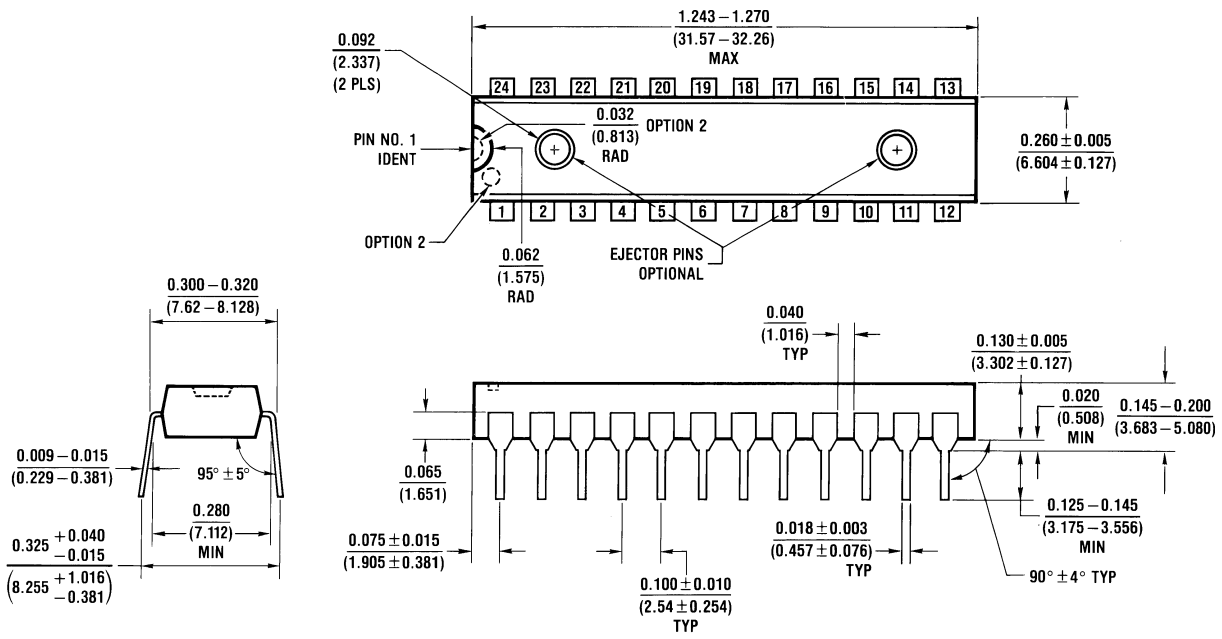 1.243 – 1.270
(31.57 – 32.26)
MAX
0.092
(2.337)
(2 PLS)
24 23 22 21 20 19 18 17 16 15 14 13
0.032
(0.813)
RAD
OPTION 2
PIN NO. 1
IDENT
0.260 ± 0.005
(6.604 ± 0.127)
1 2 3 4 5 6 7 8 9 10 11 12
OPTION 2
0.062
(1.575)
RAD
EJECTOR PINS
OPTIONAL
0.300 – 0.320
(7.62 – 8.128)
0.040
(1.016)
TYP
0.130 ± 0.005
(3.302 ± 0.127)
0.020
(0.508)
MIN
0.145 – 0.200
(3.683 – 5.080)
0.009 – 0.015
(0.229 – 0.381)
95° ± 5°
0.065
(1.651)
0.280
(7.112)
MIN
0.125 – 0.145
(3.175 – 3.556)
MIN
0.325 + 0.040
– 0.015
(8.255 + 1.016
– 0.381)
0.075 ± 0.015
(1.905 ± 0.381)
0.018 ± 0.003
(0.457 ± 0.076)
TYP
0.100 ± 0.010
(2.54 ± 0.254)
TYP
90° ± 4° TYP